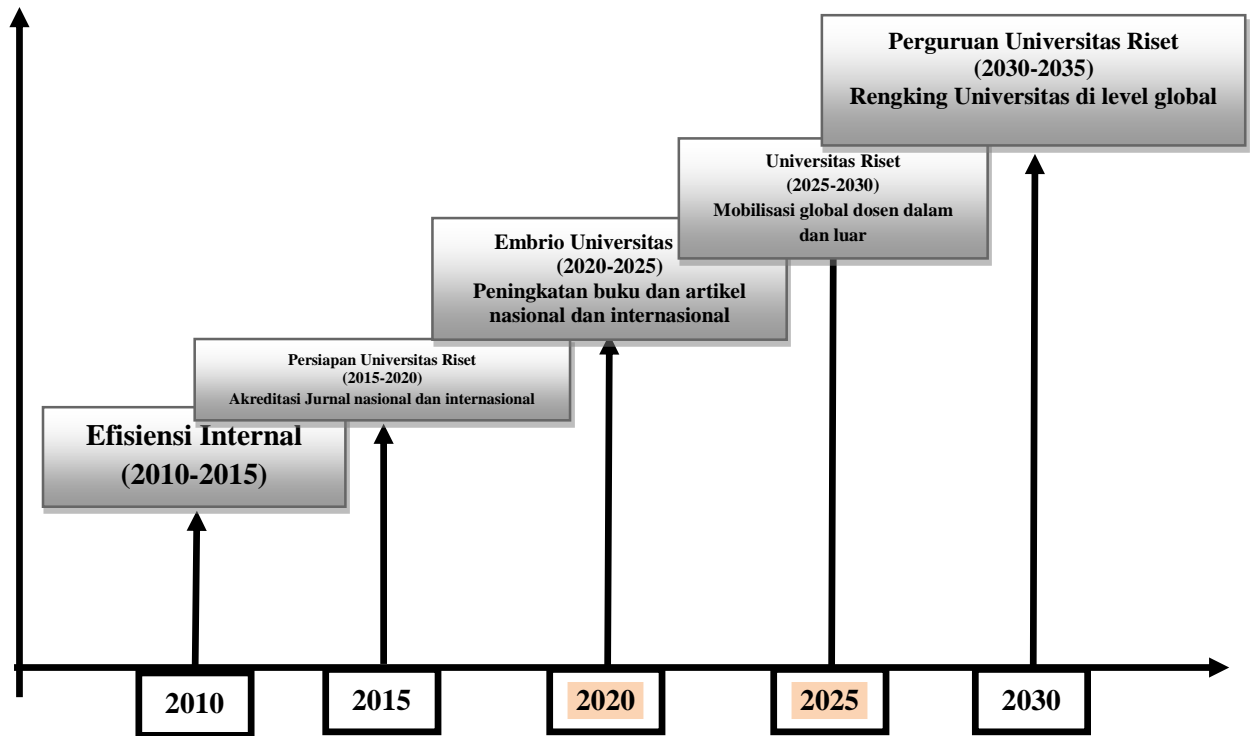 Perguruan Universitas Riset
(2030-2035)
Rengking Universitas di level global
Universitas Riset
(2025-2030)
Mobilisasi global dosen dalam
dan luar
Embrio Universitas
(2020-2025)
Peningkatan buku dan artikel
nasional dan internasional
Persiapan Universitas Riset
(2015-2020)
Akreditasi Jurnal nasional dan internasional
Efisiensi Internal
(2010-2015)
2010
2015
2020
2025
2030